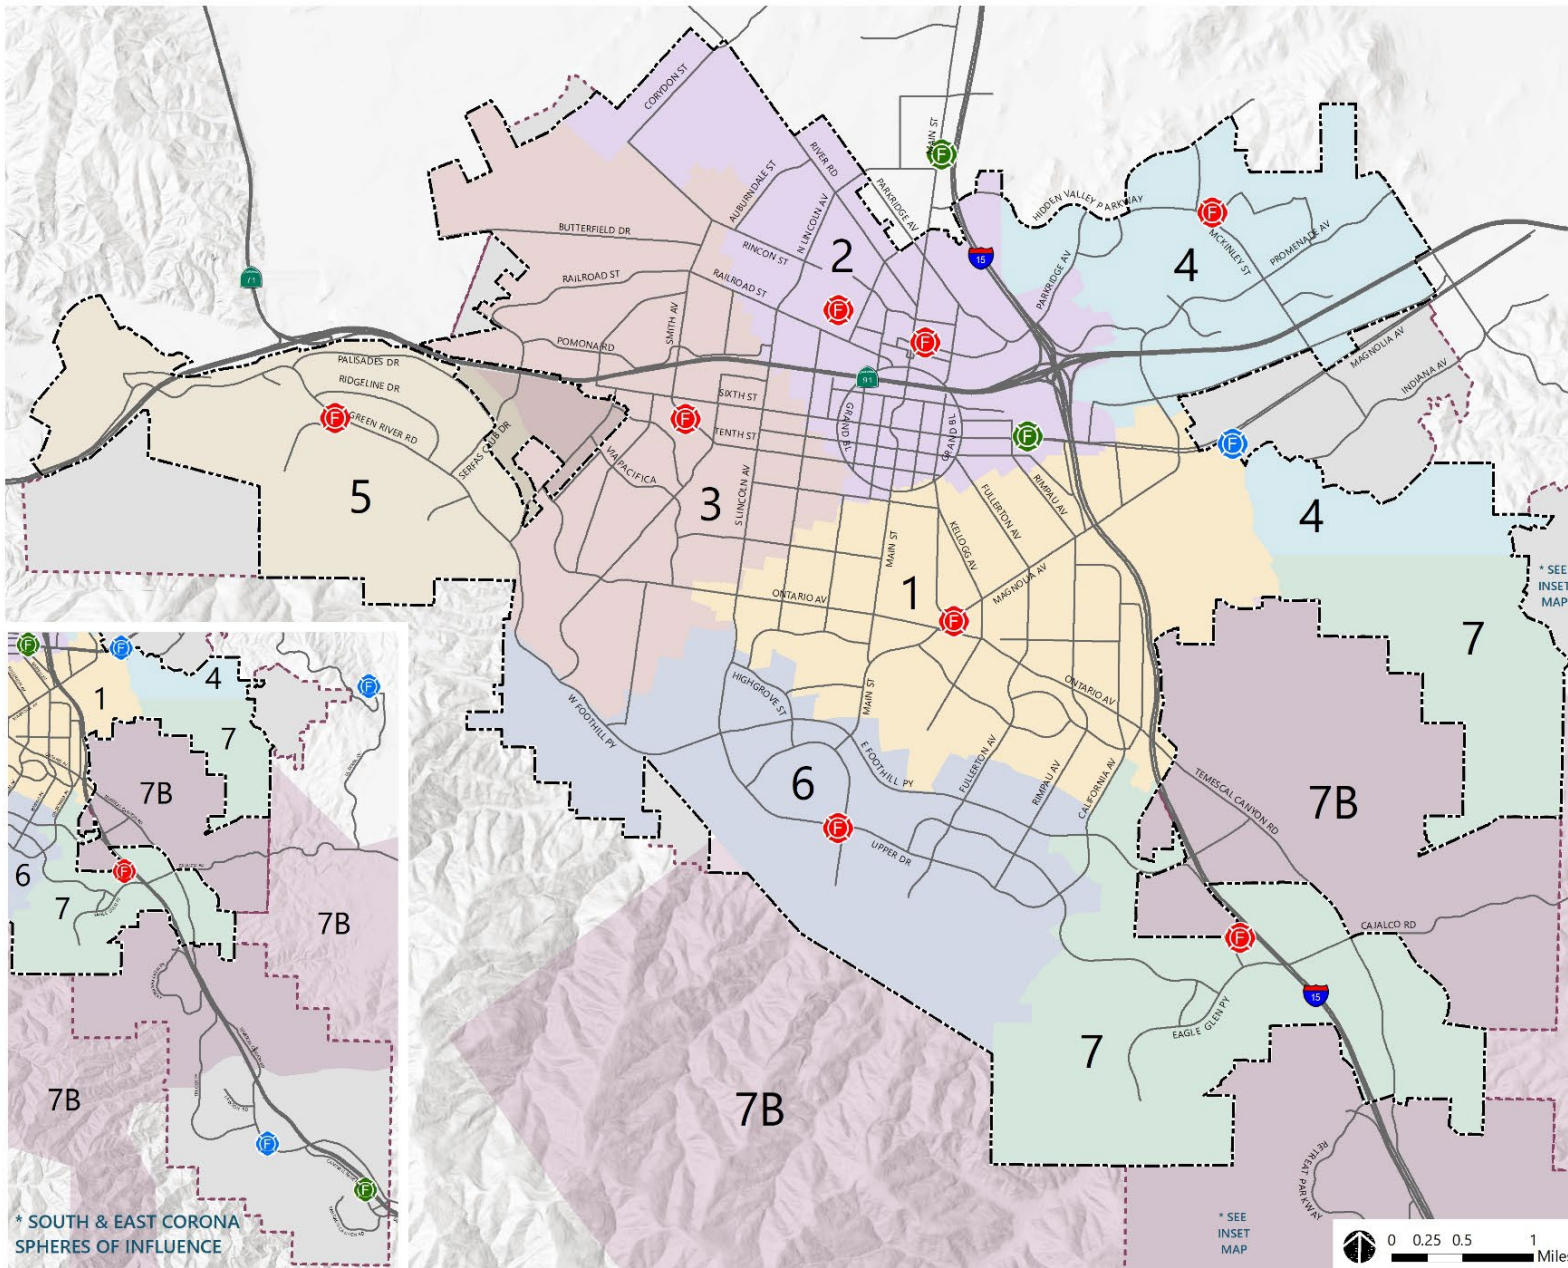 CORYDON ST
MAIN ST
RIVER RD
AUBURNDALE ST
PARKRIDGE AV
HIDDEN VALLEY PARKWAY
F
F
BUTTERFIELD DR
N LINCOLN AV
RINCON ST
2
15
PARKRIDGE AV
4
MCKINLEY ST
PROMENADE AV
71
RAILROAD ST
RAILROAD ST
F
SMITH AV
POMONA RD
F
MAGNOLIA AV
PALISADES DR
INDIANA AV
RIDGELINE DR
91
SIXTH ST
F
GREEN RIVER RD
F
GRAND BL
GRAND BL
TENTH ST
F
F
SERFAS CLUB DR
VIA PACIFICA
5
3
S LINCOLN AV
FULLERTON AV
RIMPAU AV
4
MAIN ST
KELLOGG AV
* SEE
INSET
MAP
1
MAGNOLIA AV
ONTARIO AV
F
7
HIGHGROVE ST
MAIN ST
ONTARIO AV
W FOOTHILL PY
E FOOTHILL PY
6
FULLERTON AV
RIMPAU AV
CALIFORNIA AV
TEMESCAL CANYON RD
7B
F
UPPER DR
CAJALCO RD
F
15
EAGLE GLEN PY
7
7B
RETREAT PARKWAY
* SEE
INSET
MAP
0 0.25 0.5 1
Miles
F
F
1
4
F
7
7B
F
6
7
7B
7B
F
F
* SOUTH & EAST CORONA
SPHERES OF INFLUENCE